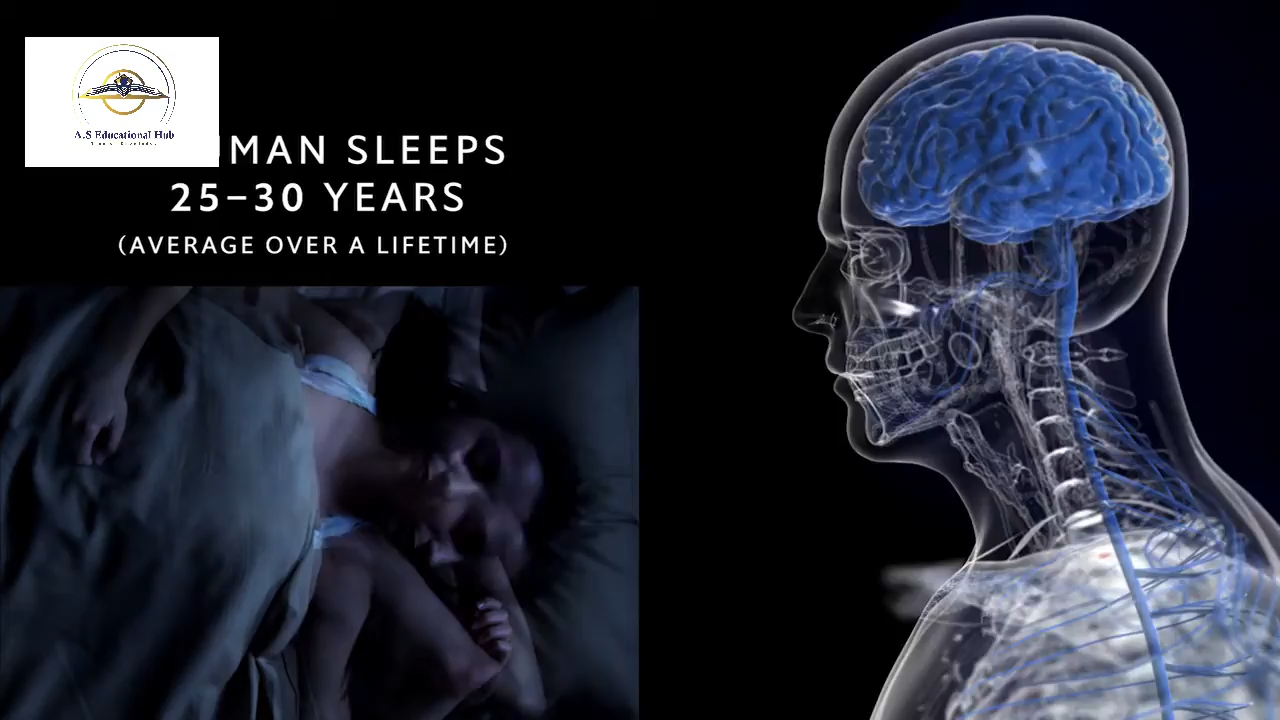 A.S Educational Hub
MAN SLEEPS
25–30 YEARS
(AVERAGE OVER A LIFETIME)